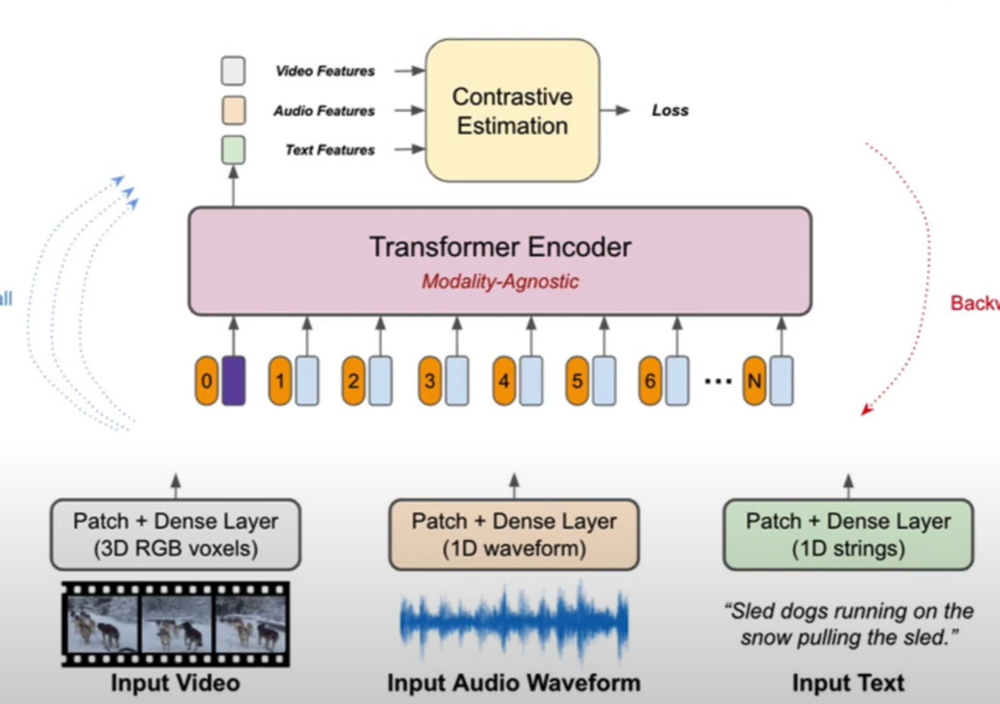 Video Features
Audio Features
Text Features
Contrastive
Estimation
Loss
Transformer Encoder
Modality-Agnostic
all
Backw
0 1 2 3 4 5 6 ... N
Patch + Dense Layer
(3D RGB voxels)
Patch + Dense Layer
(1D waveform)
Patch + Dense Layer
(1D strings)
“Sled dogs running on the
snow pulling the sled.”
Input Video
Input Audio Waveform
Input Text